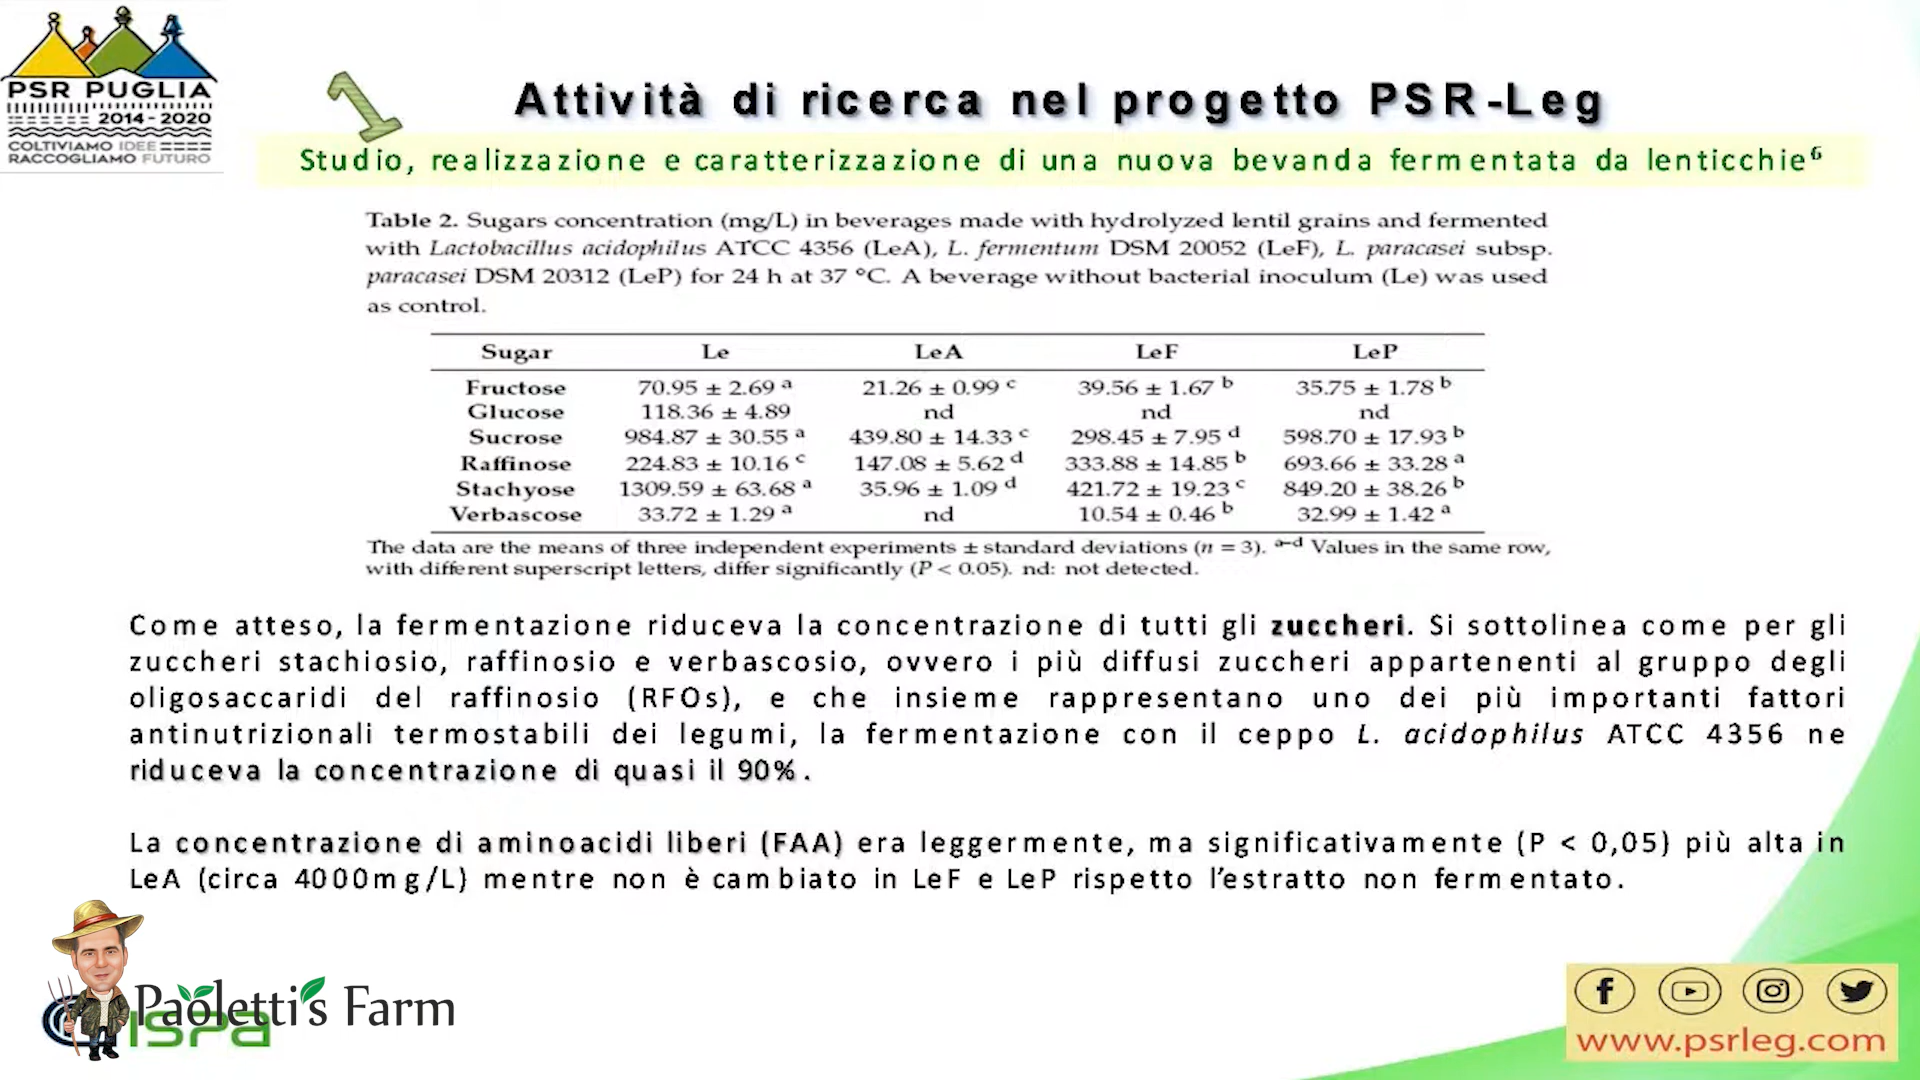 PSR PUGLIA
2014 - 2020
COLTIVIAMO IDEE
RACCOGLIAMO FUTURO
1
Attività di ricerca nel progetto PSR-Leg
Studio, realizzazione e caratterizzazione di una nuova bevanda fermentata da lenticchie⁶
Table 2. Sugars concentration (mg/L) in beverages made with hydrolyzed lentil grains and fermented
with Lactobacillus acidophilus ATCC 4356 (LeA), L. fermentum DSM 20052 (LeF), L. paracasei subsp.
paracasei DSM 20312 (LeP) for 24 h at 37 °C. A beverage without bacterial inoculum (Le) was used
as control.
Sugar Le LeA LeF LeP
Fructose 70.95 ± 2.69 a 21.26 ± 0.99 c 39.56 ± 1.67 b 35.75 ± 1.78 b
Glucose 118.36 ± 4.89 nd nd nd
Sucrose 984.87 ± 30.55 a 439.80 ± 14.33 c 298.45 ± 7.95 d 598.70 ± 17.93 b
Raffinose 224.83 ± 10.16 c 147.08 ± 5.62 d 333.88 ± 14.85 b 693.66 ± 33.28 a
Stachyose 1309.59 ± 63.68 a 35.96 ± 1.09 d 421.72 ± 19.23 c 849.20 ± 38.26 b
Verbascose 33.72 ± 1.29 a nd 10.54 ± 0.46 b 32.99 ± 1.42 a
The data are the means of three independent experiments ± standard deviations (n = 3). a–d Values in the same row,
with different superscript letters, differ significantly (P < 0.05). nd: not detected.
Come atteso, la fermentazione riduceva la concentrazione di tutti gli zuccheri. Si sottolinea come per gli
zuccheri stachiosio, raffinosio e verbascosio, ovvero i più diffusi zuccheri appartenenti al gruppo degli
oligosaccaridi del raffinosio (RFOs), e che insieme rappresentano uno dei più importanti fattori
antinutrizionali termostabili dei legumi, la fermentazione con il ceppo L. acidophilus ATCC 4356 ne
riduceva la concentrazione di quasi il 90%.
La concentrazione di aminoacidi liberi (FAA) era leggermente, ma significativamente (P < 0,05) più alta in
LeA (circa 4000mg/L) mentre non è cambiato in LeF e LeP rispetto l'estratto non fermentato.
Paoletti's Farm
ispa
www.psrleg.com